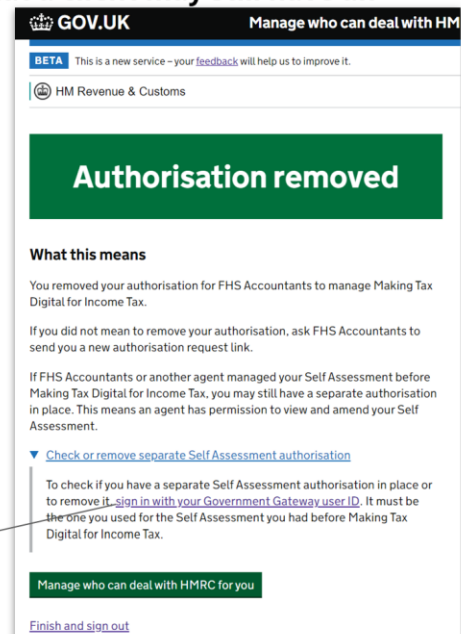 GOV.UK
Manage who can deal with HM
BETA This is a new service – your feedback will help us to improve it.
HM Revenue & Customs
Authorisation removed
What this means
You removed your authorisation for FHS Accountants to manage Making Tax
Digital for Income Tax.
If you did not mean to remove your authorisation, ask FHS Accountants to
send you a new authorisation request link.
If FHS Accountants or another agent managed your Self Assessment before
Making Tax Digital for Income Tax, you may still have a separate authorisation
in place. This means an agent has permission to view and amend your Self
Assessment.
Check or remove separate Self Assessment authorisation
To check if you have a separate Self Assessment authorisation in place or
to remove it, sign in with your Government Gateway user ID. It must be
the one you used for the Self Assessment you had before Making Tax
Digital for Income Tax.
Manage who can deal with HMRC for you
Finish and sign out